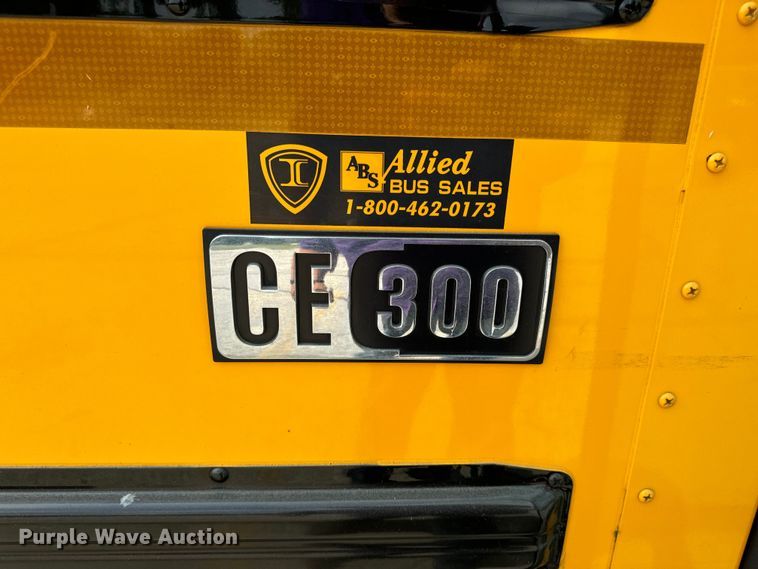 I
ABS
Allied
BUS SALES
1-800-462-0173
CE 300
Purple Wave Auction